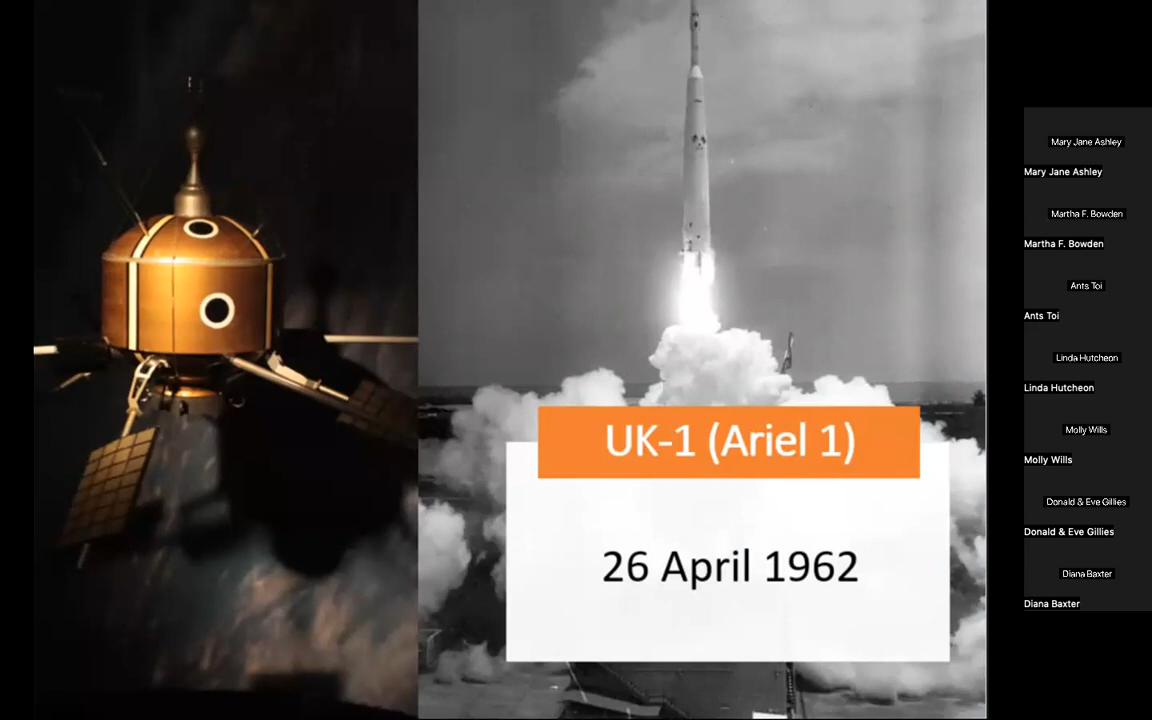 UK-1 (Ariel 1)
26 April 1962
Mary Jane Ashley
Mary Jane Ashley
Martha F. Bowden
Martha F. Bowden
Ants Toi
Ants Toi
Linda Hutcheon
Linda Hutcheon
Molly Wills
Molly Wills
Donald & Eve Gillies
Donald & Eve Gillies
Diana Baxter
Diana Baxter